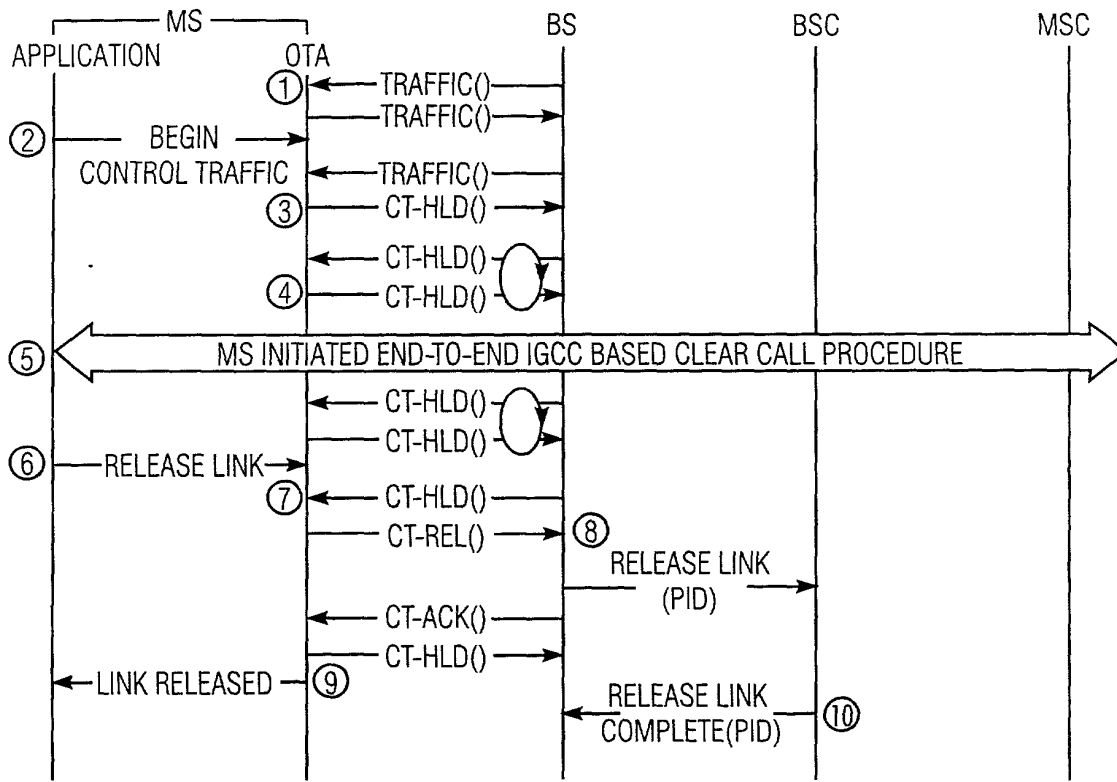 MS BS BSC MSC
APPLICATION OTA
1 TRAFFIC()
TRAFFIC()
2 BEGIN
CONTROL TRAFFIC TRAFFIC()
3 CT-HLD()
CT-HLD()
4 CT-HLD()
5 MS INITIATED END-TO-END IGCC BASED CLEAR CALL PROCEDURE
CT-HLD()
CT-HLD()
6 RELEASE LINK
7 CT-HLD()
CT-REL() 8
RELEASE LINK
(PID)
CT-ACK()
CT-HLD()
LINK RELEASED 9
RELEASE LINK
COMPLETE(PID) 10